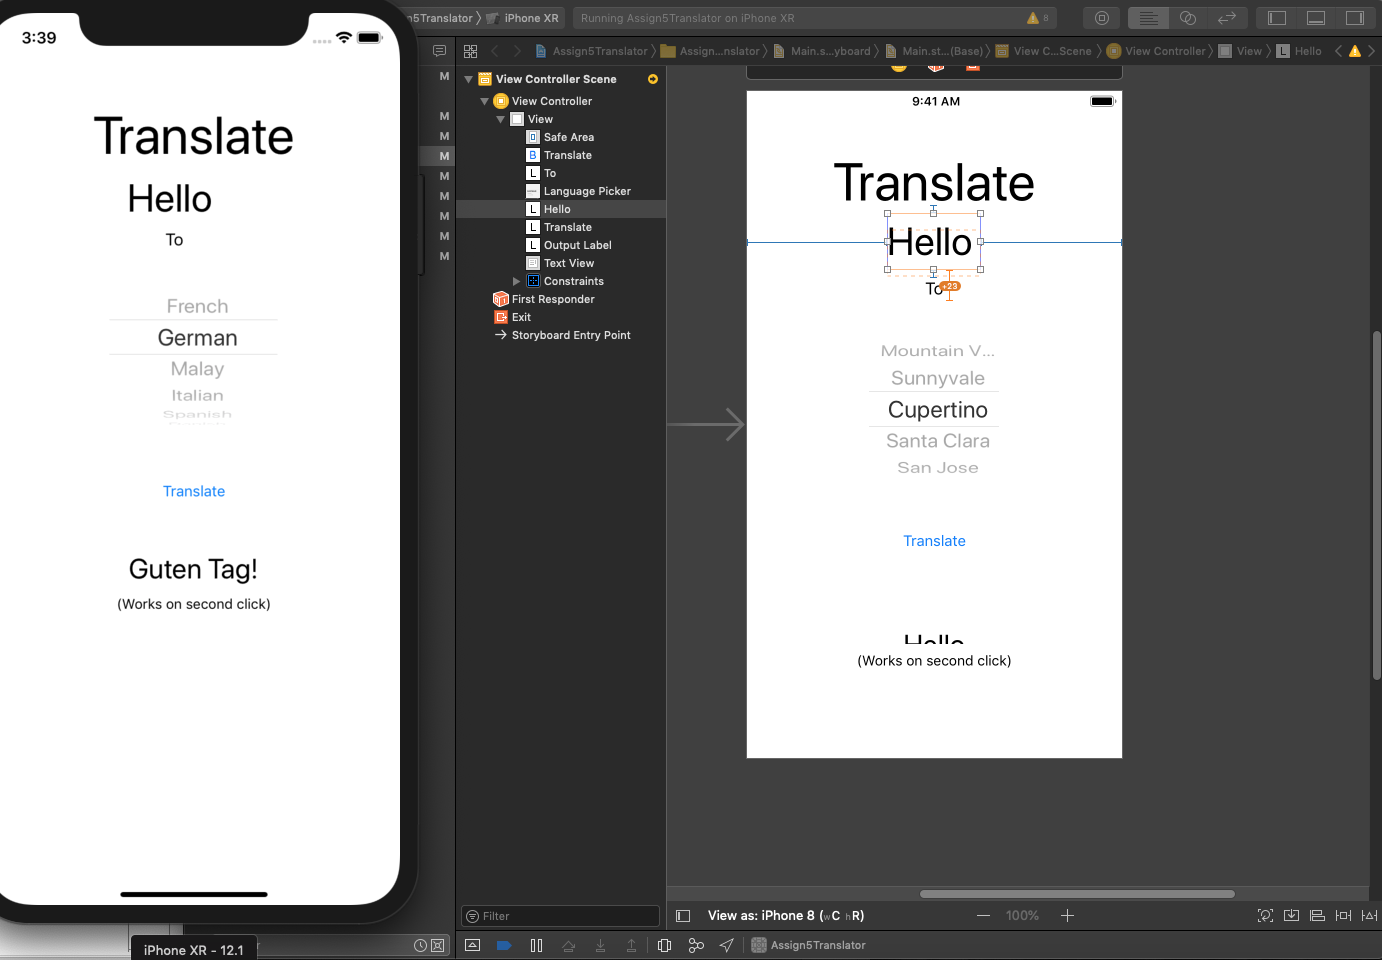 3:39
Translate
Hello
To
French
German
Malay
Italian
Spanish
Translate
Guten Tag!
(Works on second click)
iPhone XR - 12.1
n5Translator
iPhone XR
Running Assign5Translator on iPhone XR
8
Assign5Translator
Assign...nslator
Main.s...yboard
Main.st...(Base)
View C...Scene
View Controller
View
L Hello
M
M
M
M
M
M
M
M
M
View Controller Scene
View Controller
View
Safe Area
B Translate
L To
Language Picker
L Hello
L Translate
L Output Label
Text View
Constraints
First Responder
Exit
Storyboard Entry Point
Filter
9:41 AM
Translate
Hello
To
+23
Mountain V...
Sunnyvale
Cupertino
Santa Clara
San Jose
Translate
Hello
(Works on second click)
View as: iPhone 8 (wC hR)
100%
Assign5Translator